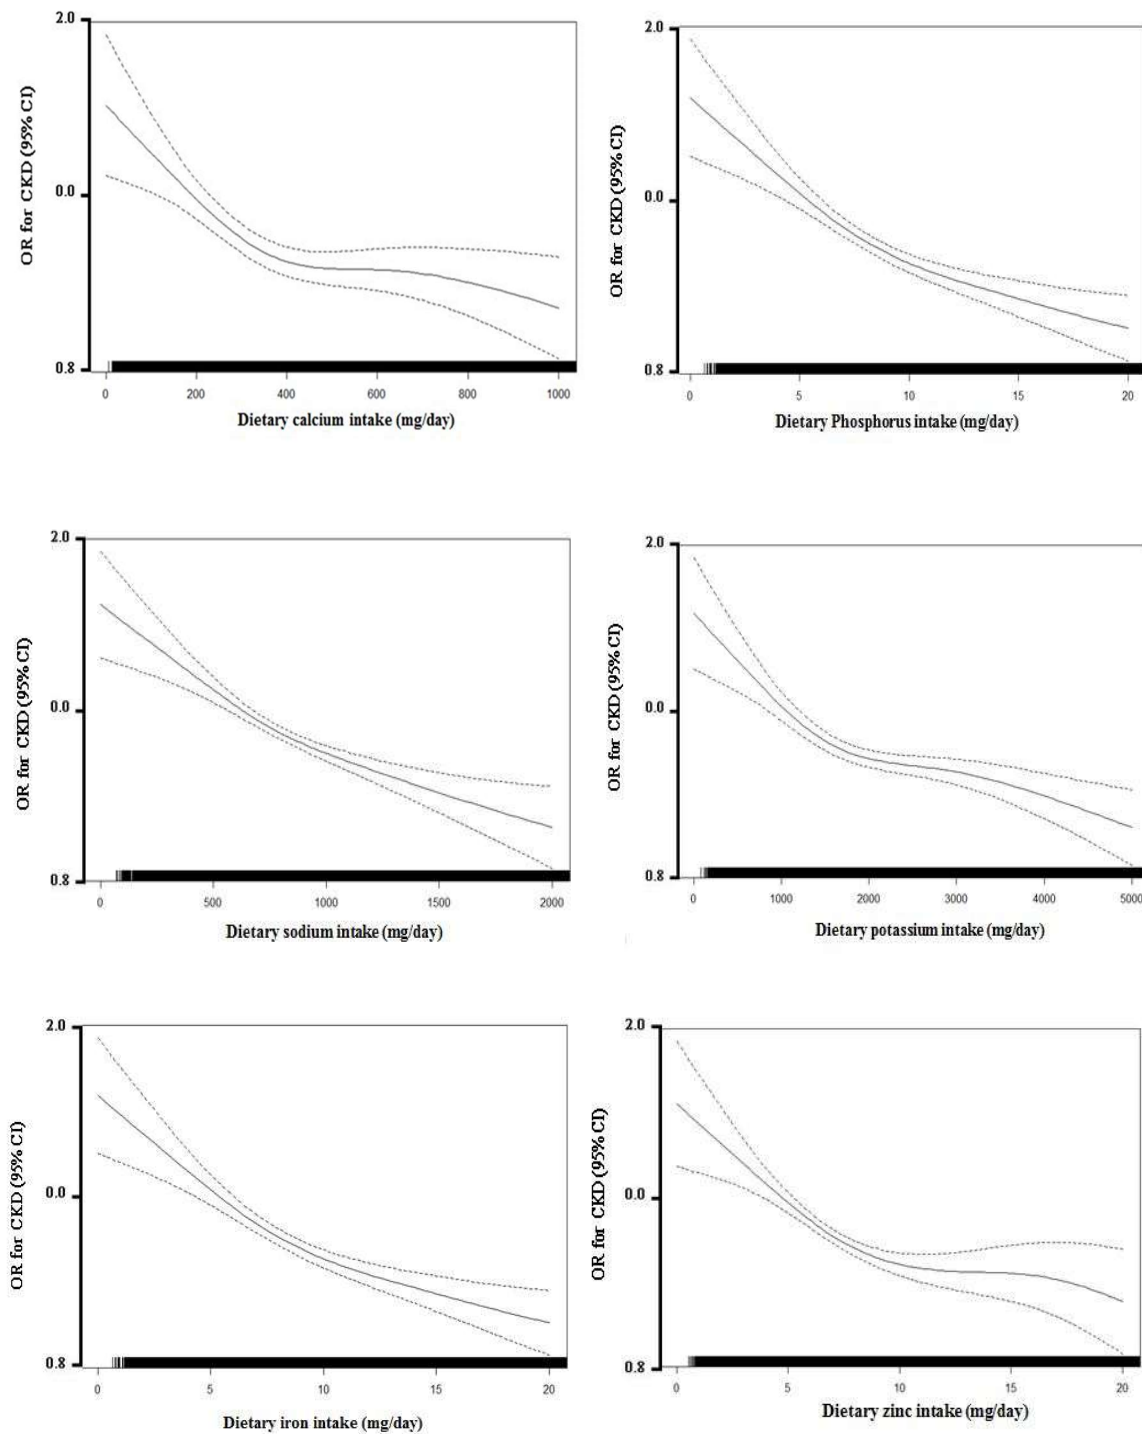 2.0
0.0
0.8
OR for CKD (95% CI)
0 200 400 600 800 1000
Dietary calcium intake (mg/day)
2.0
0.0
0.8
OR for CKD (95% CI)
0 5 10 15 20
Dietary Phosphorus intake (mg/day)
2.0
0.0
0.8
OR for CKD (95% CI)
0 500 1000 1500 2000
Dietary sodium intake (mg/day)
2.0
0.0
0.8
OR for CKD (95% CI)
0 1000 2000 3000 4000 5000
Dietary potassium intake (mg/day)
2.0
0.0
0.8
OR for CKD (95% CI)
0 5 10 15 20
Dietary iron intake (mg/day)
2.0
0.0
0.8
OR for CKD (95% CI)
0 5 10 15 20
Dietary zinc intake (mg/day)